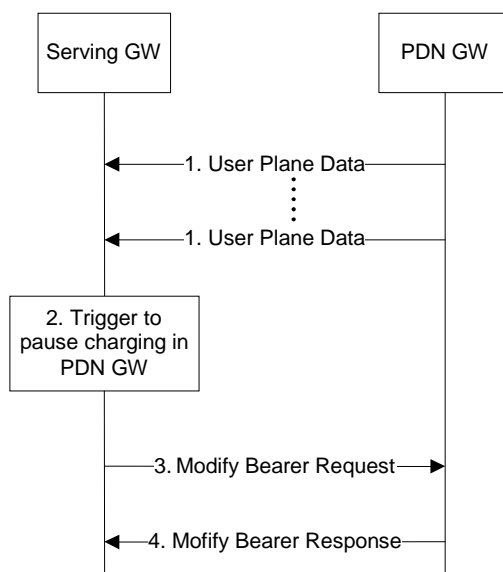 Serving GW
PDN GW
1. User Plane Data
1. User Plane Data
2. Trigger to
pause charging in
PDN GW
3. Modify Bearer Request
4. Mofify Bearer Response